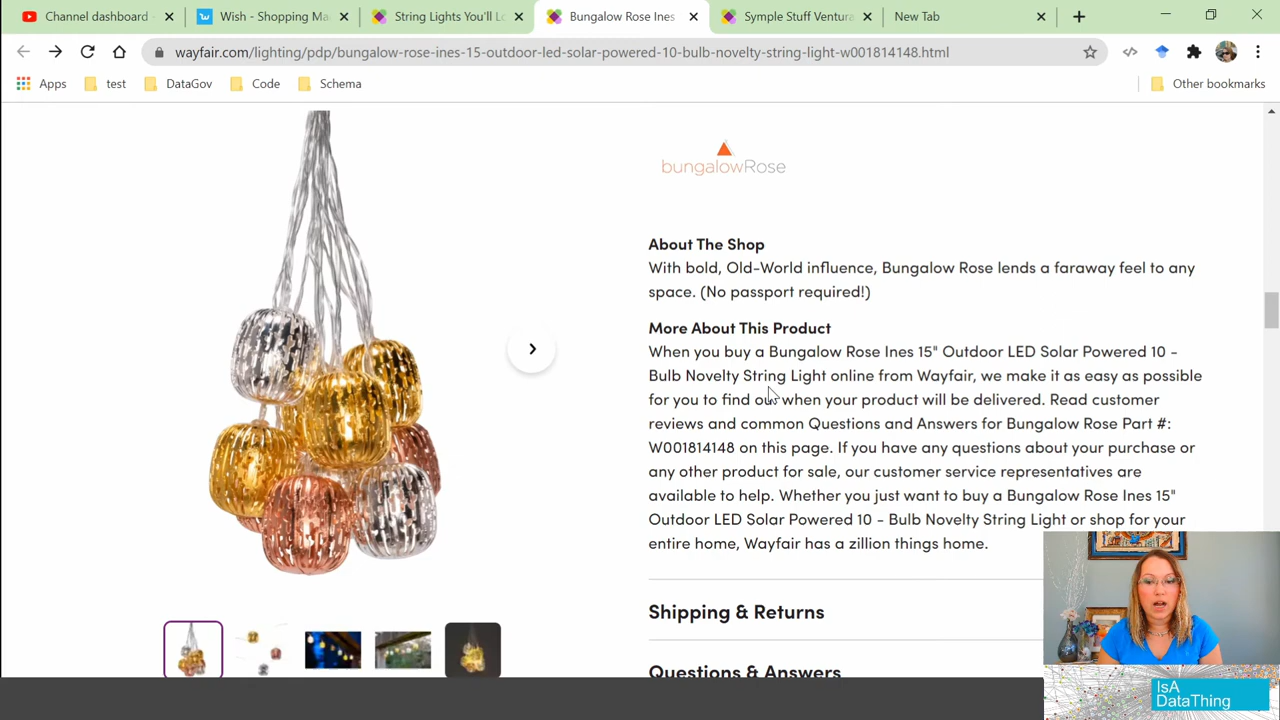 Channel dashboard -
Wish - Shopping Ma
String Lights You'll Lo
Bungalow Rose Ines
Symple Stuff Ventura
New Tab
wayfair.com/lighting/pdp/bungalow-rose-ines-15-outdoor-led-solar-powered-10-bulb-novelty-string-light-w001814148.html
Apps
test
DataGov
Code
Schema
Other bookmarks
bungalowRose
About The Shop
With bold, Old-World influence, Bungalow Rose lends a faraway feel to any
space. (No passport required!)
More About This Product
When you buy a Bungalow Rose Ines 15" Outdoor LED Solar Powered 10 -
Bulb Novelty String Light online from Wayfair, we make it as easy as possible
for you to find out when your product will be delivered. Read customer
reviews and common Questions and Answers for Bungalow Rose Part #:
W001814148 on this page. If you have any questions about your purchase or
any other product for sale, our customer service representatives are
available to help. Whether you just want to buy a Bungalow Rose Ines 15"
Outdoor LED Solar Powered 10 - Bulb Novelty String Light or shop for your
entire home, Wayfair has a zillion things home.
Shipping & Returns
Questions & Answers
IsA
DataThing